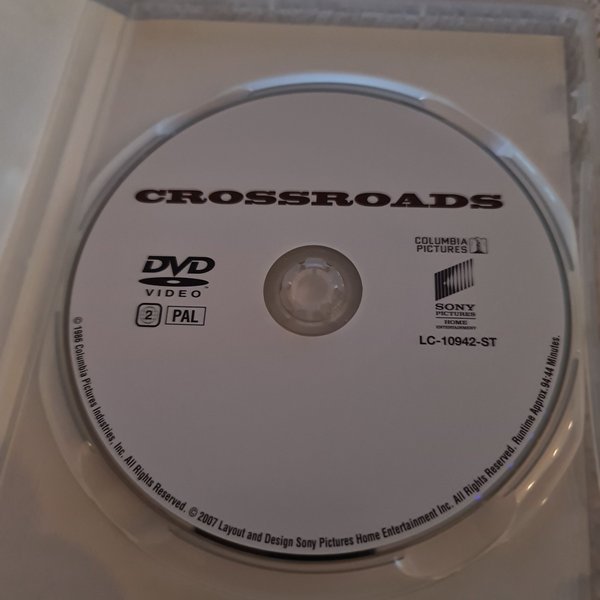 CROSSROADS
DVD
VIDEO
2 PAL
COLUMBIA
PICTURES
SONY
PICTURES
HOME
ENTERTAINMENT
LC-10942-ST
© 1986 Columbia Pictures Industries, Inc. All Rights Reserved. © 2007 Layout and Design Sony Pictures Home Entertainment Inc. All Rights Reserved. Runtime Approx. 94:44 Minutes.